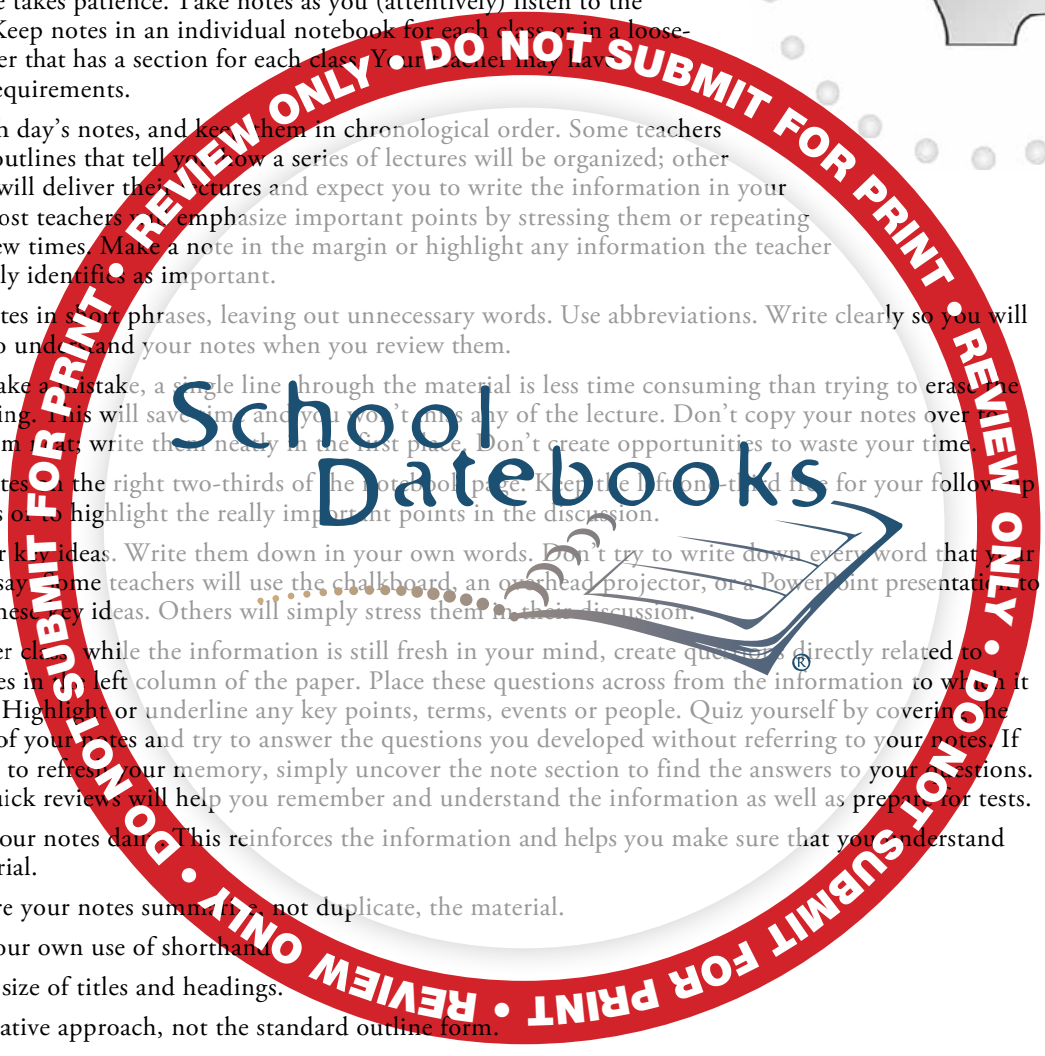 e takes patience. Take notes as you (attentively) listen to the
Keep notes in an individual notebook for each class or in a loose-
er that has a section for each class. Your teacher may have
equirements.
n day's notes, and keep them in chronological order. Some teachers
outlines that tell you how a series of lectures will be organized; other
will deliver their lectures and expect you to write the information in your
ost teachers will emphasize important points by stressing them or repeating
ew times. Make a note in the margin or highlight any information the teacher
ly identifies as important.
tes in short phrases, leaving out unnecessary words. Use abbreviations. Write clearly so you will
o understand your notes when you review them.
ake a mistake, a single line through the material is less time consuming than trying to erase the
ing. This will save time and you won't miss any of the lecture. Don't copy your notes over to
m neat; write them neatly in the first place. Don't create opportunities to waste your time.
tes on the right two-thirds of the notebook page. Keep the left one-third free for your follow-up
s or to highlight the really important points in the discussion.
r key ideas. Write them down in your own words. Don't try to write down every word that your
say. Some teachers will use the chalkboard, an overhead projector, or a PowerPoint presentation to
hese key ideas. Others will simply stress them in their discussion.
er class, while the information is still fresh in your mind, create questions directly related to
es in the left column of the paper. Place these questions across from the information to which it
Highlight or underline any key points, terms, events or people. Quiz yourself by covering the
of your notes and try to answer the questions you developed without referring to your notes. If
to refresh your memory, simply uncover the note section to find the answers to your questions.
uick reviews will help you remember and understand the information as well as prepare for tests.
our notes daily. This reinforces the information and helps you make sure that you understand
rial.
re your notes summarize, not duplicate, the material.
our own use of shorthand
size of titles and headings.
ative approach, not the standard outline form.
School
Datebooks
®
REVIEW ONLY • DO NOT SUBMIT FOR PRINT • REVIEW ONLY • DO NOT SUBMIT FOR PRINT • REVIEW ONLY • DO NOT SUBMIT FOR PRINT •